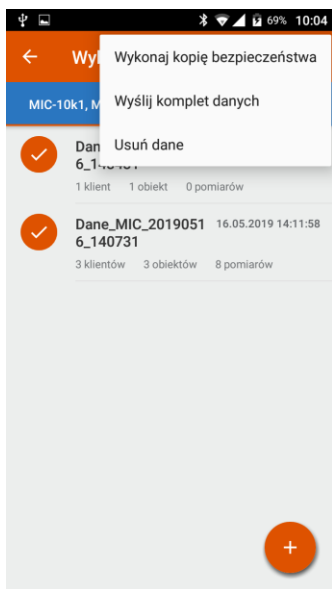 69% 10:04
Wyl
Wykonaj kopię bezpieczeństwa
MIC-10k1, M
Wyślij komplet danych
Usuń dane
Dan
1 klient 1 obiekt 0 pomiarów
Dane_MIC_2019051 16.05.2019 14:11:58
6_140731
3 klientów 3 obiektów 8 pomiarów